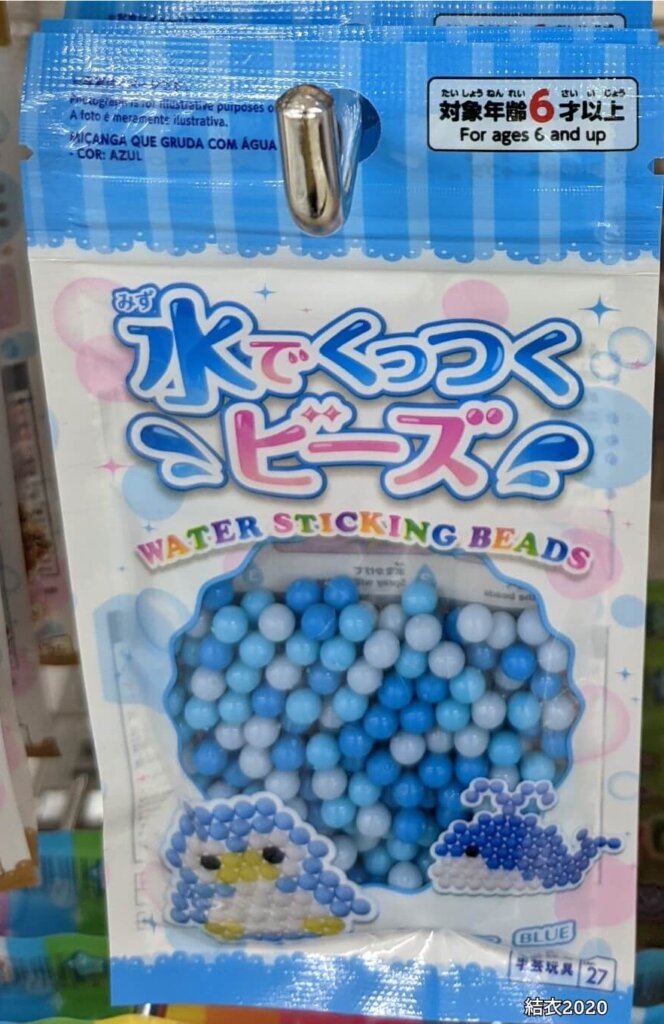 Photograph is for illustrative purposes
A foto é meramente ilustrativa.
MIÇANGA QUE GRUDA COM ÁGUA
- COR: AZUL
たいしょうねんれい さい いじょう
対象年齢6才以上
For ages 6 and up
みず
水でくっつく
ビーズ
WATER STICKING BEADS
the beads
BLUE
手芸玩具 27
結衣2020